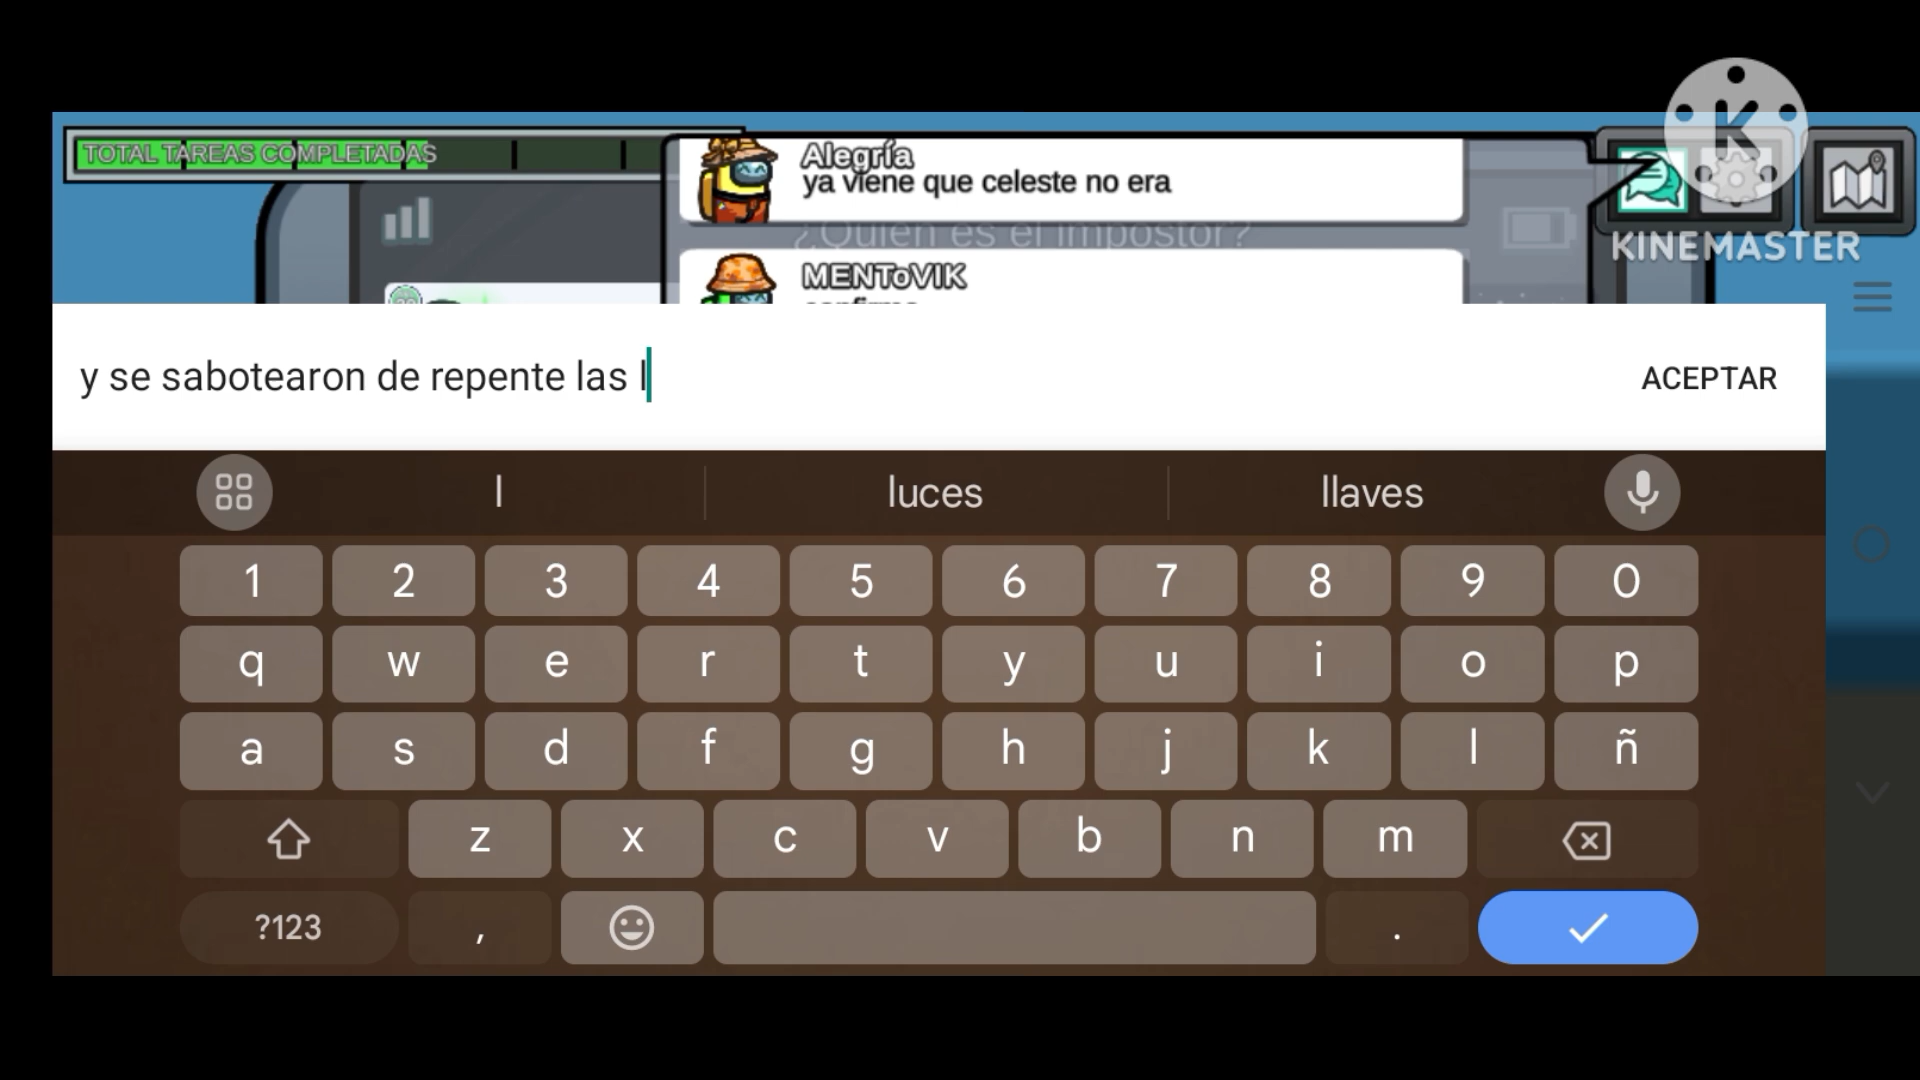 TOTAL TAREAS COMPLETADAS
Alegría
ya viene que celeste no era
¿Quién es el impostor?
MENToVIK
KINEMASTER
y se sabotearon de repente las l
ACEPTAR
l luces llaves
1 2 3 4 5 6 7 8 9 0
q w e r t y u i o p
a s d f g h j k l ñ
z x c v b n m
?123 , .